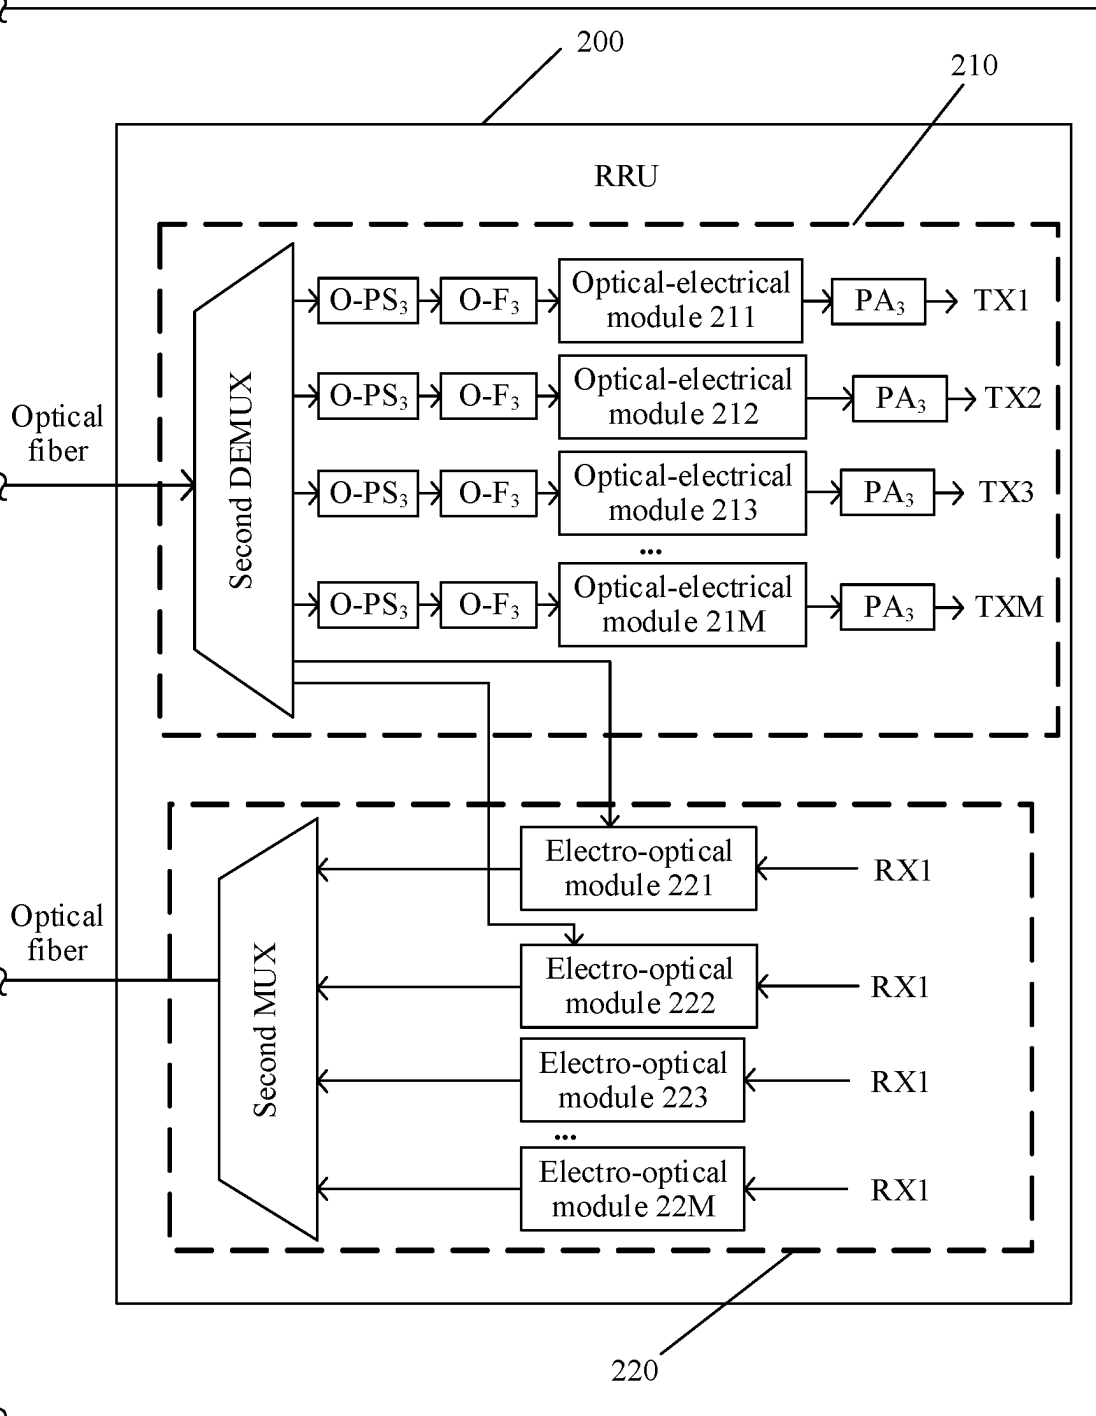 200
210
RRU
O-PS3
O-F3
Optical-electrical
module 211
PA3
TX1
O-PS3
O-F3
Optical-electrical
module 212
PA3
TX2
Optical
fiber
Second DEMUX
O-PS3
O-F3
Optical-electrical
module 213
PA3
TX3
...
O-PS3
O-F3
Optical-electrical
module 21M
PA3
TXM
Electro-optical
module 221
RX1
Optical
fiber
Second MUX
Electro-optical
module 222
RX1
Electro-optical
module 223
RX1
...
Electro-optical
module 22M
RX1
220